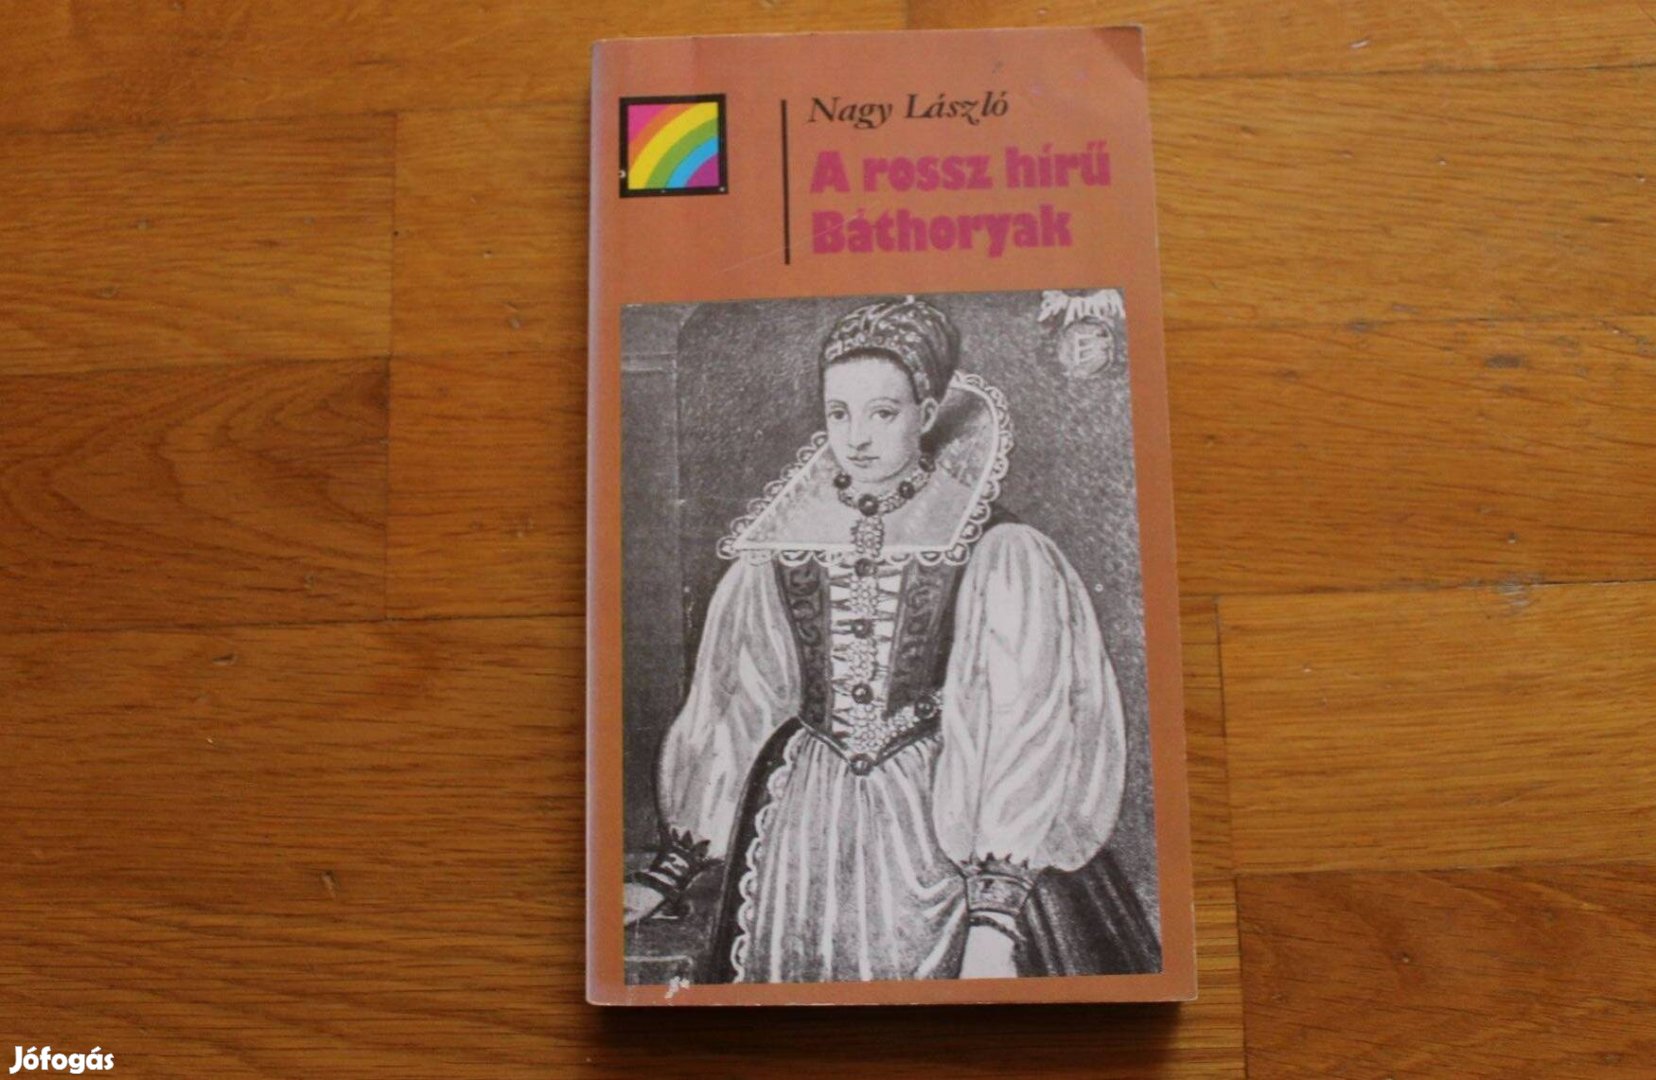 Nagy László
A rossz hírű
Báthoryak
E
Jófogás